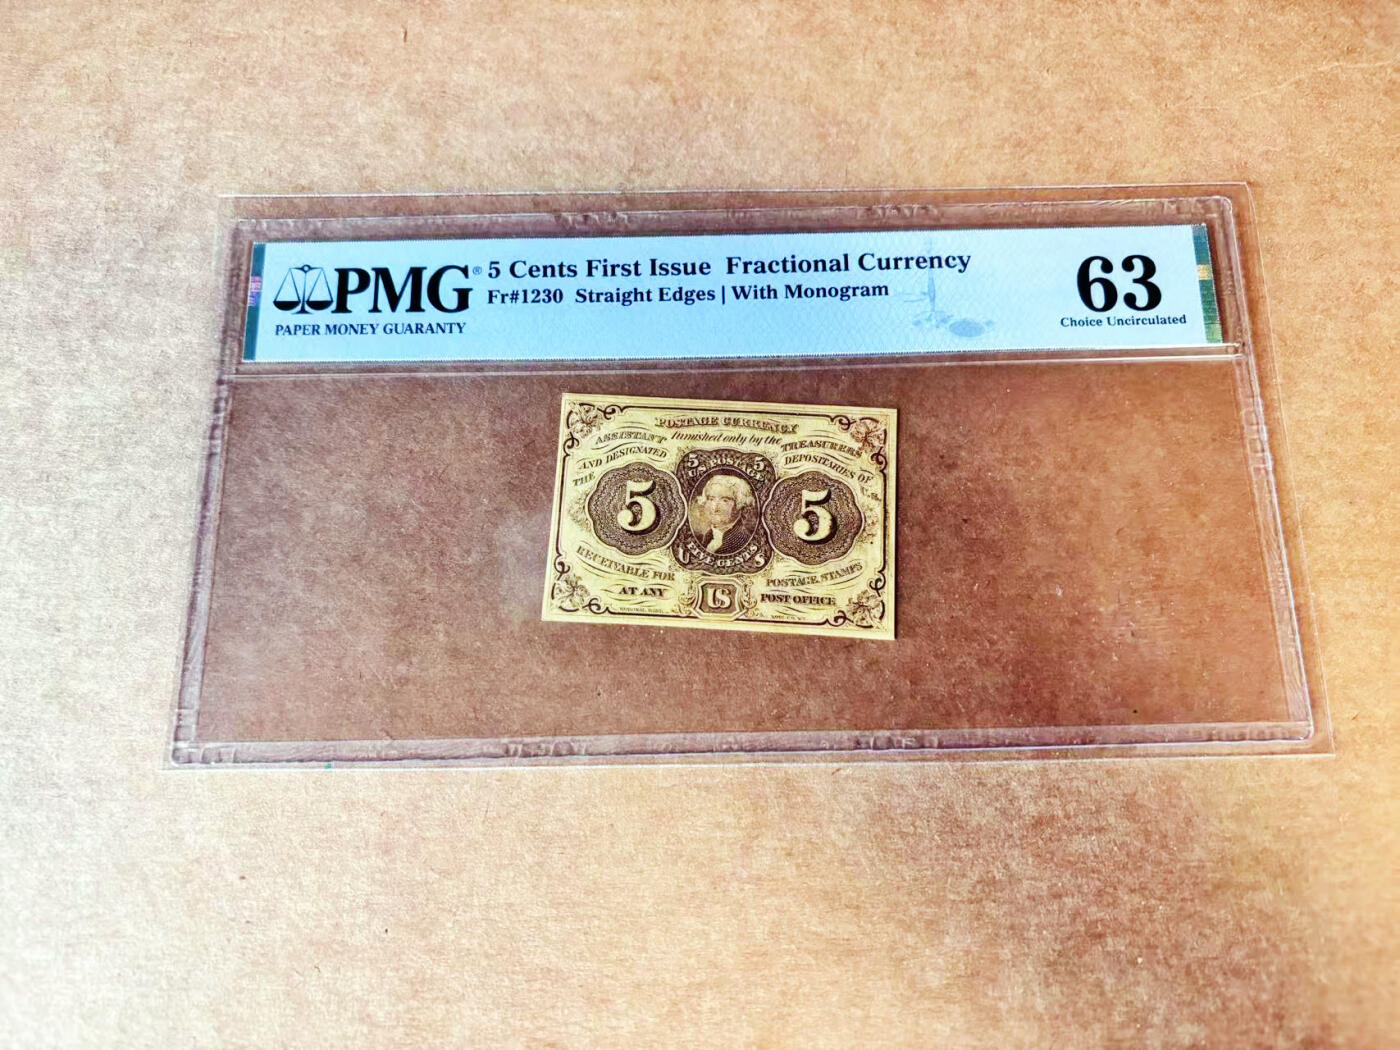 PMG® 5 Cents First Issue Fractional Currency
Fr#1230 Straight Edges | With Monogram
PAPER MONEY GUARANTY
63
Choice Uncirculated
POSTAGE CURRENCY
furnished only by the
ASSISTANT TREASURERS
AND DESIGNATED DEPOSITARIES OF
THE U.S.
5 5
U.S. POSTAGE
5 5
FIVE CENTS
U S
RECEIVABLE FOR POSTAGE STAMPS
AT ANY US POST OFFICE